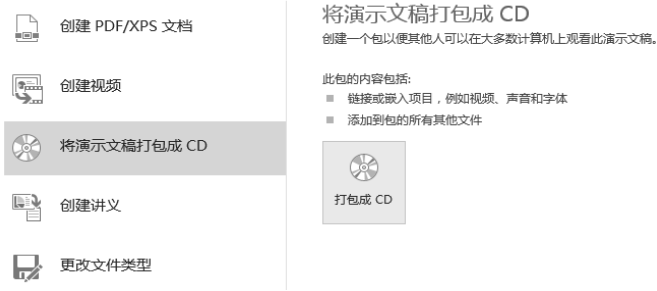 创建 PDF/XPS 文档
创建视频
将演示文稿打包成 CD
创建讲义
更改文件类型
将演示文稿打包成 CD
创建一个包以便其他人可以在大多数计算机上观看此演示文稿。
此包的内容包括:
链接或嵌入项目，例如视频、声音和字体
添加到包的所有其他文件
打包成 CD